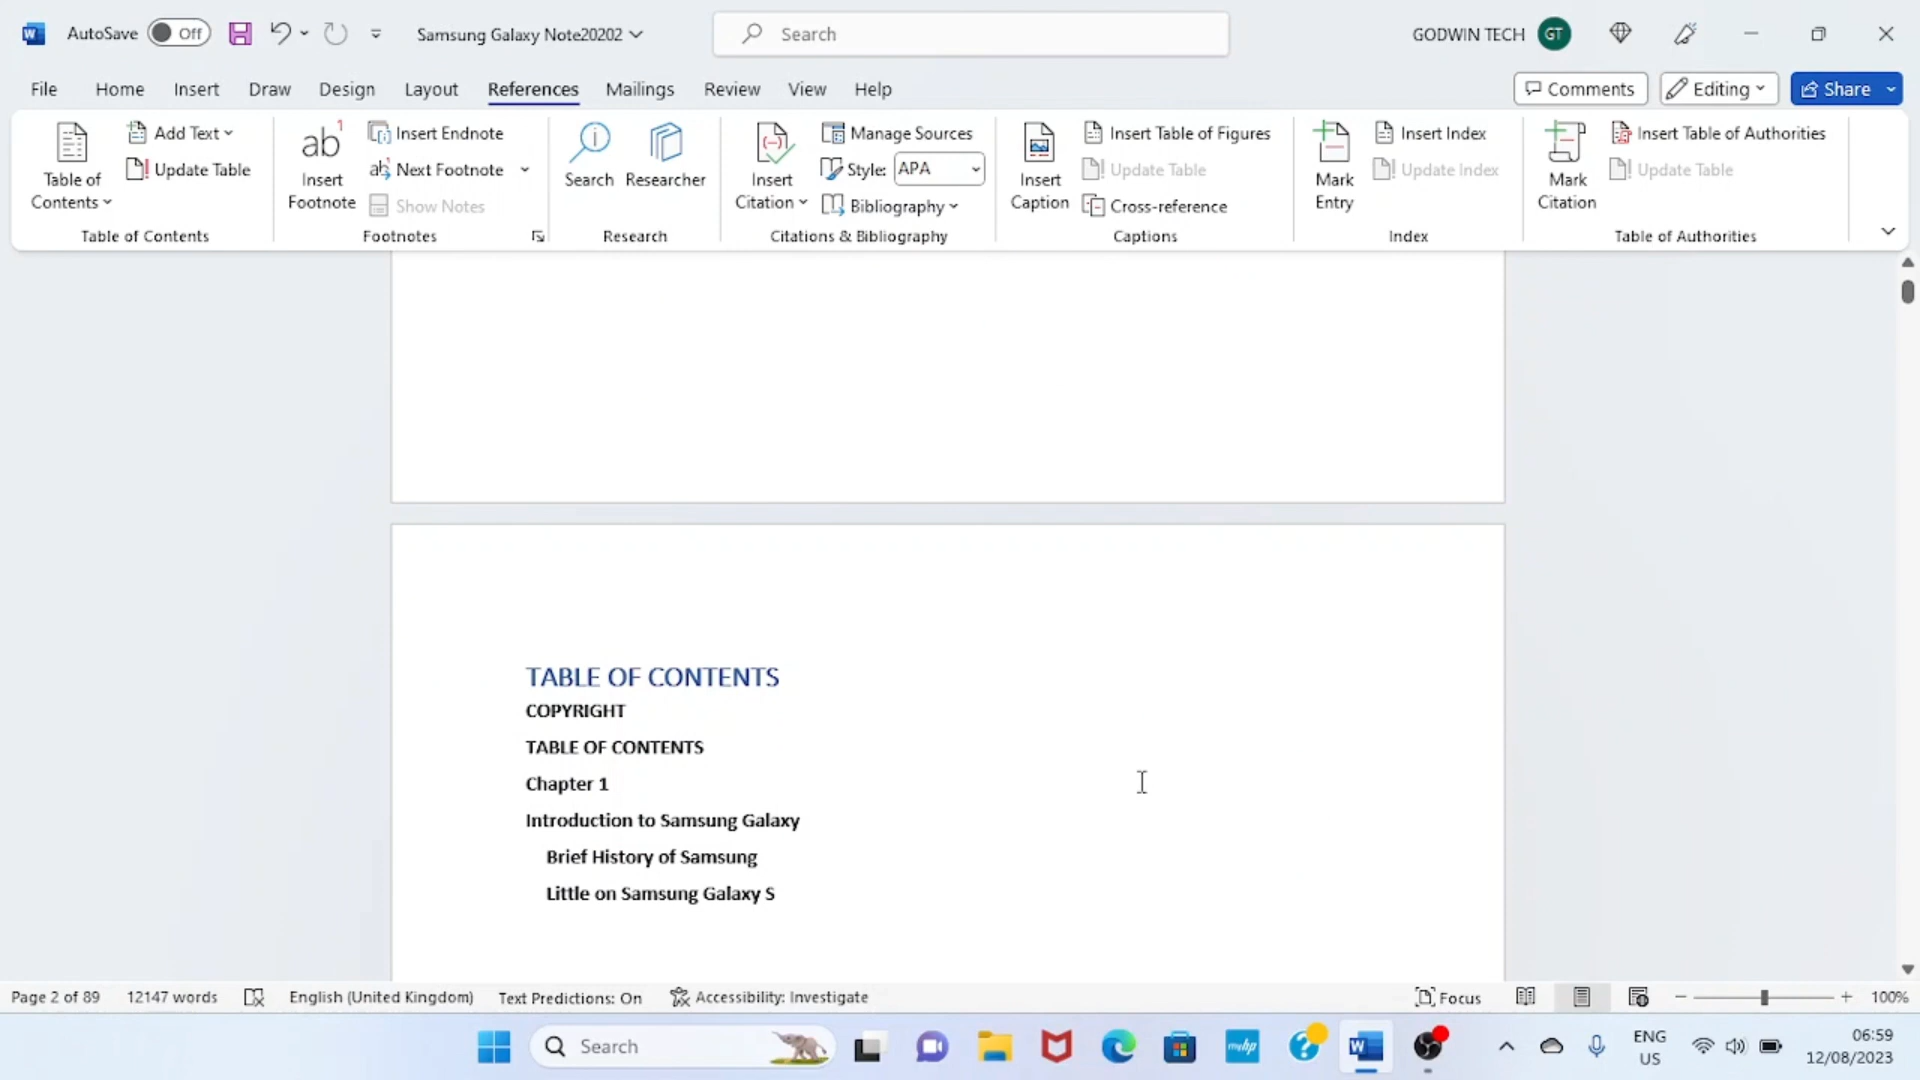 AutoSave Off Samsung Galaxy Note20202 Search GODWIN TECH GT
File Home Insert Draw Design Layout References Mailings Review View Help Comments Editing Share
Table of Contents
Add Text
Update Table
Table of Contents
ab1
Insert Footnote
Insert Endnote
Next Footnote
Show Notes
Footnotes
Search
Researcher
Research
Insert Citation
Manage Sources
Style: APA
Bibliography
Citations & Bibliography
Insert Caption
Insert Table of Figures
Update Table
Cross-reference
Captions
Mark Entry
Insert Index
Update Index
Index
Mark Citation
Insert Table of Authorities
Update Table
Table of Authorities
TABLE OF CONTENTS
COPYRIGHT
TABLE OF CONTENTS
Chapter 1
Introduction to Samsung Galaxy
Brief History of Samsung
Little on Samsung Galaxy S
Page 2 of 89 12147 words English (United Kingdom) Text Predictions: On Accessibility: Investigate Focus 100%
Search myhp ENG US 06:59
12/08/2023